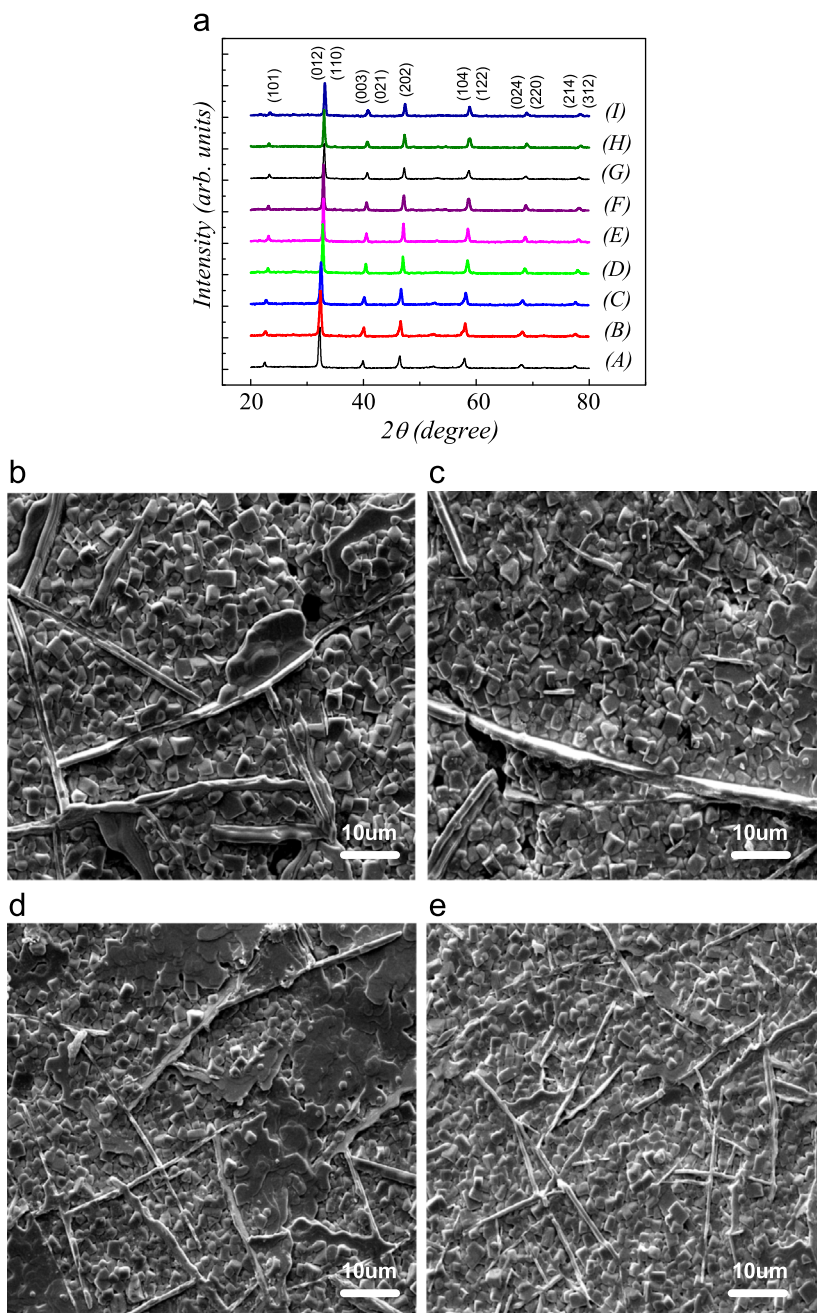 a
Intensity (arb. units)
(101)
(012)
(110)
(003)
(021)
(202)
(104)
(122)
(024)
(220)
(214)
(312)
(I)
(H)
(G)
(F)
(E)
(D)
(C)
(B)
(A)
20 40 60 80
2θ (degree)
b
10um
c
10um
d
10um
e
10um